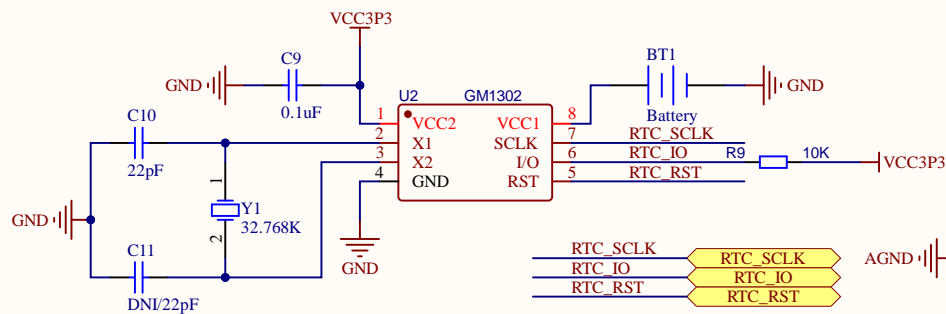 VCC3P3
C9
GND
0.1uF
U2
GM1302
BT1
GND
Battery
1
VCC2
VCC1
8
2
X1
SCLK
7
RTC_SCLK
3
X2
I/O
6
RTC_IO
R9
10K
VCC3P3
4
GND
RST
5
RTC_RST
C10
22pF
1
Y1
32.768K
2
GND
C11
DNI/22pF
GND
RTC_SCLK
RTC_SCLK
RTC_IO
RTC_IO
RTC_RST
RTC_RST
AGND